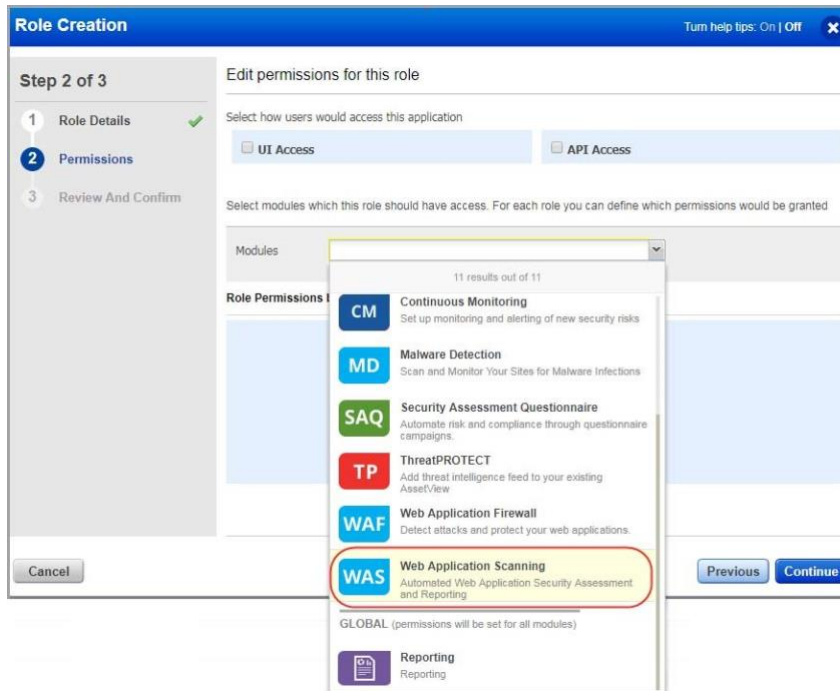 Role Creation
Turn help tips: On | Off
Step 2 of 3
1 Role Details
2 Permissions
3 Review And Confirm
Edit permissions for this role
Select how users would access this application
UI Access
API Access
Select modules which this role should have access. For each role you can define which permissions would be granted
Modules
Role Permissions
11 results out of 11
CM
Continuous Monitoring
Set up monitoring and alerting of new security risks
MD
Malware Detection
Scan and Monitor Your Sites for Malware Infections
SAQ
Security Assessment Questionnaire
Automate risk and compliance through questionnaire
campaigns.
TP
ThreatPROTECT
Add threat intelligence feed to your existing
AssetView
WAF
Web Application Firewall
Detect attacks and protect your web applications.
WAS
Web Application Scanning
Automated Web Application Security Assessment
and Reporting
GLOBAL (permissions will be set for all modules)
Reporting
Reporting
Cancel
Previous
Continue